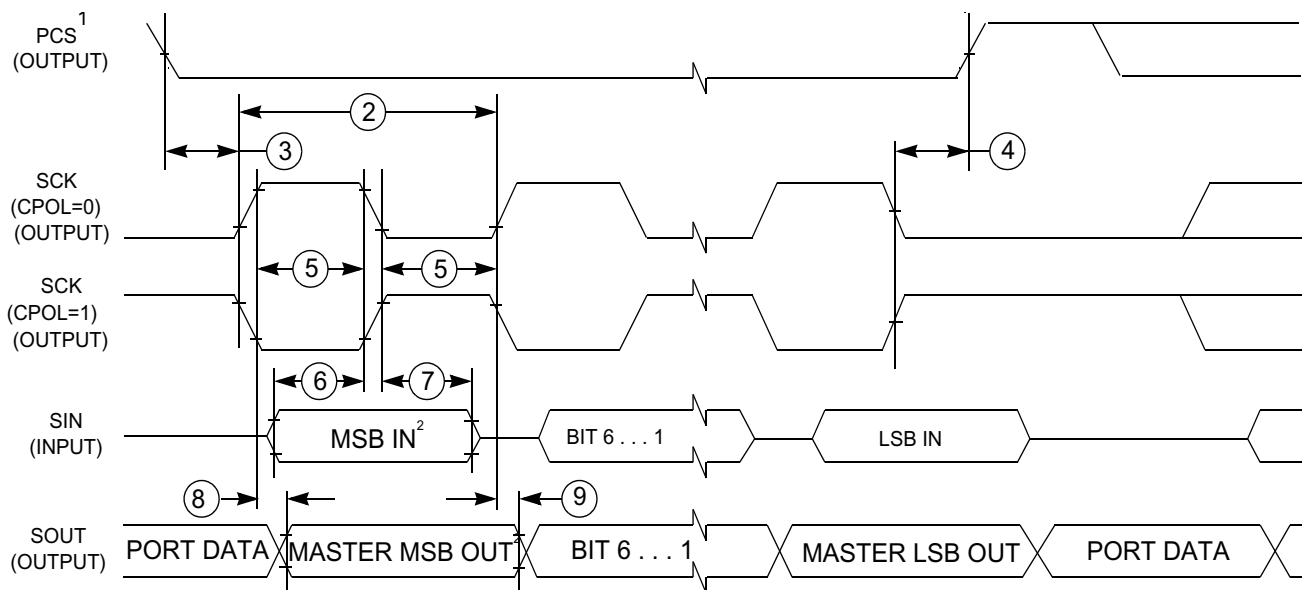 PCS¹
(OUTPUT)
2
3
4
SCK
(CPOL=0)
(OUTPUT)
5
5
SCK
(CPOL=1)
(OUTPUT)
6
7
SIN
(INPUT)
MSB IN²
BIT 6 . . . 1
LSB IN
8
9
SOUT
(OUTPUT)
PORT DATA
MASTER MSB OUT²
BIT 6 . . . 1
MASTER LSB OUT
PORT DATA